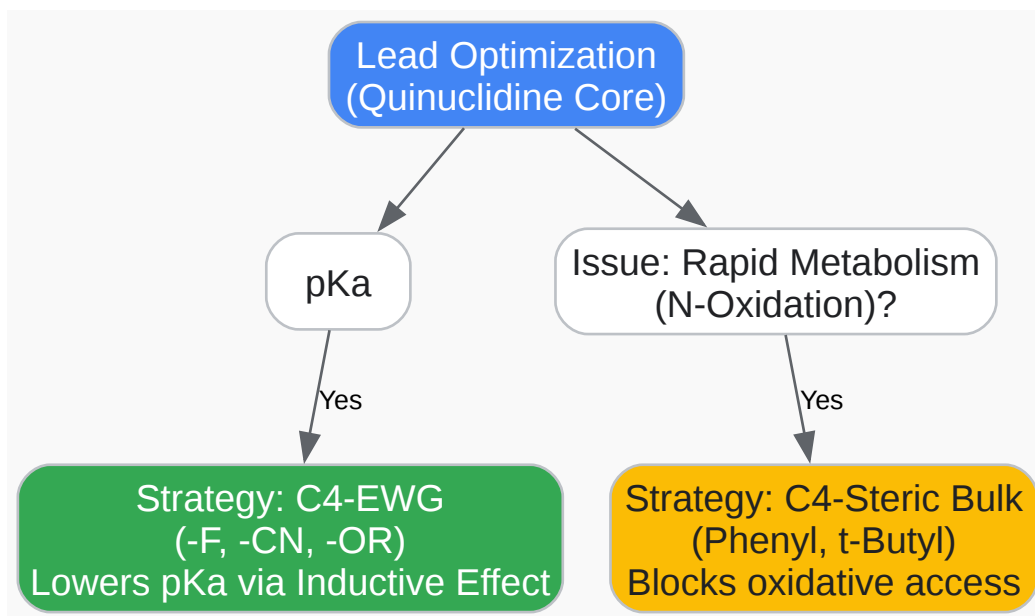 Lead Optimization
(Quinuclidine Core)
pKa
Issue: Rapid Metabolism
(N-Oxidation)?
Yes
Yes
Strategy: C4-EWG
(-F, -CN, -OR)
Lowers pKa via Inductive Effect
Strategy: C4-Steric Bulk
(Phenyl, t-Butyl)
Blocks oxidative access